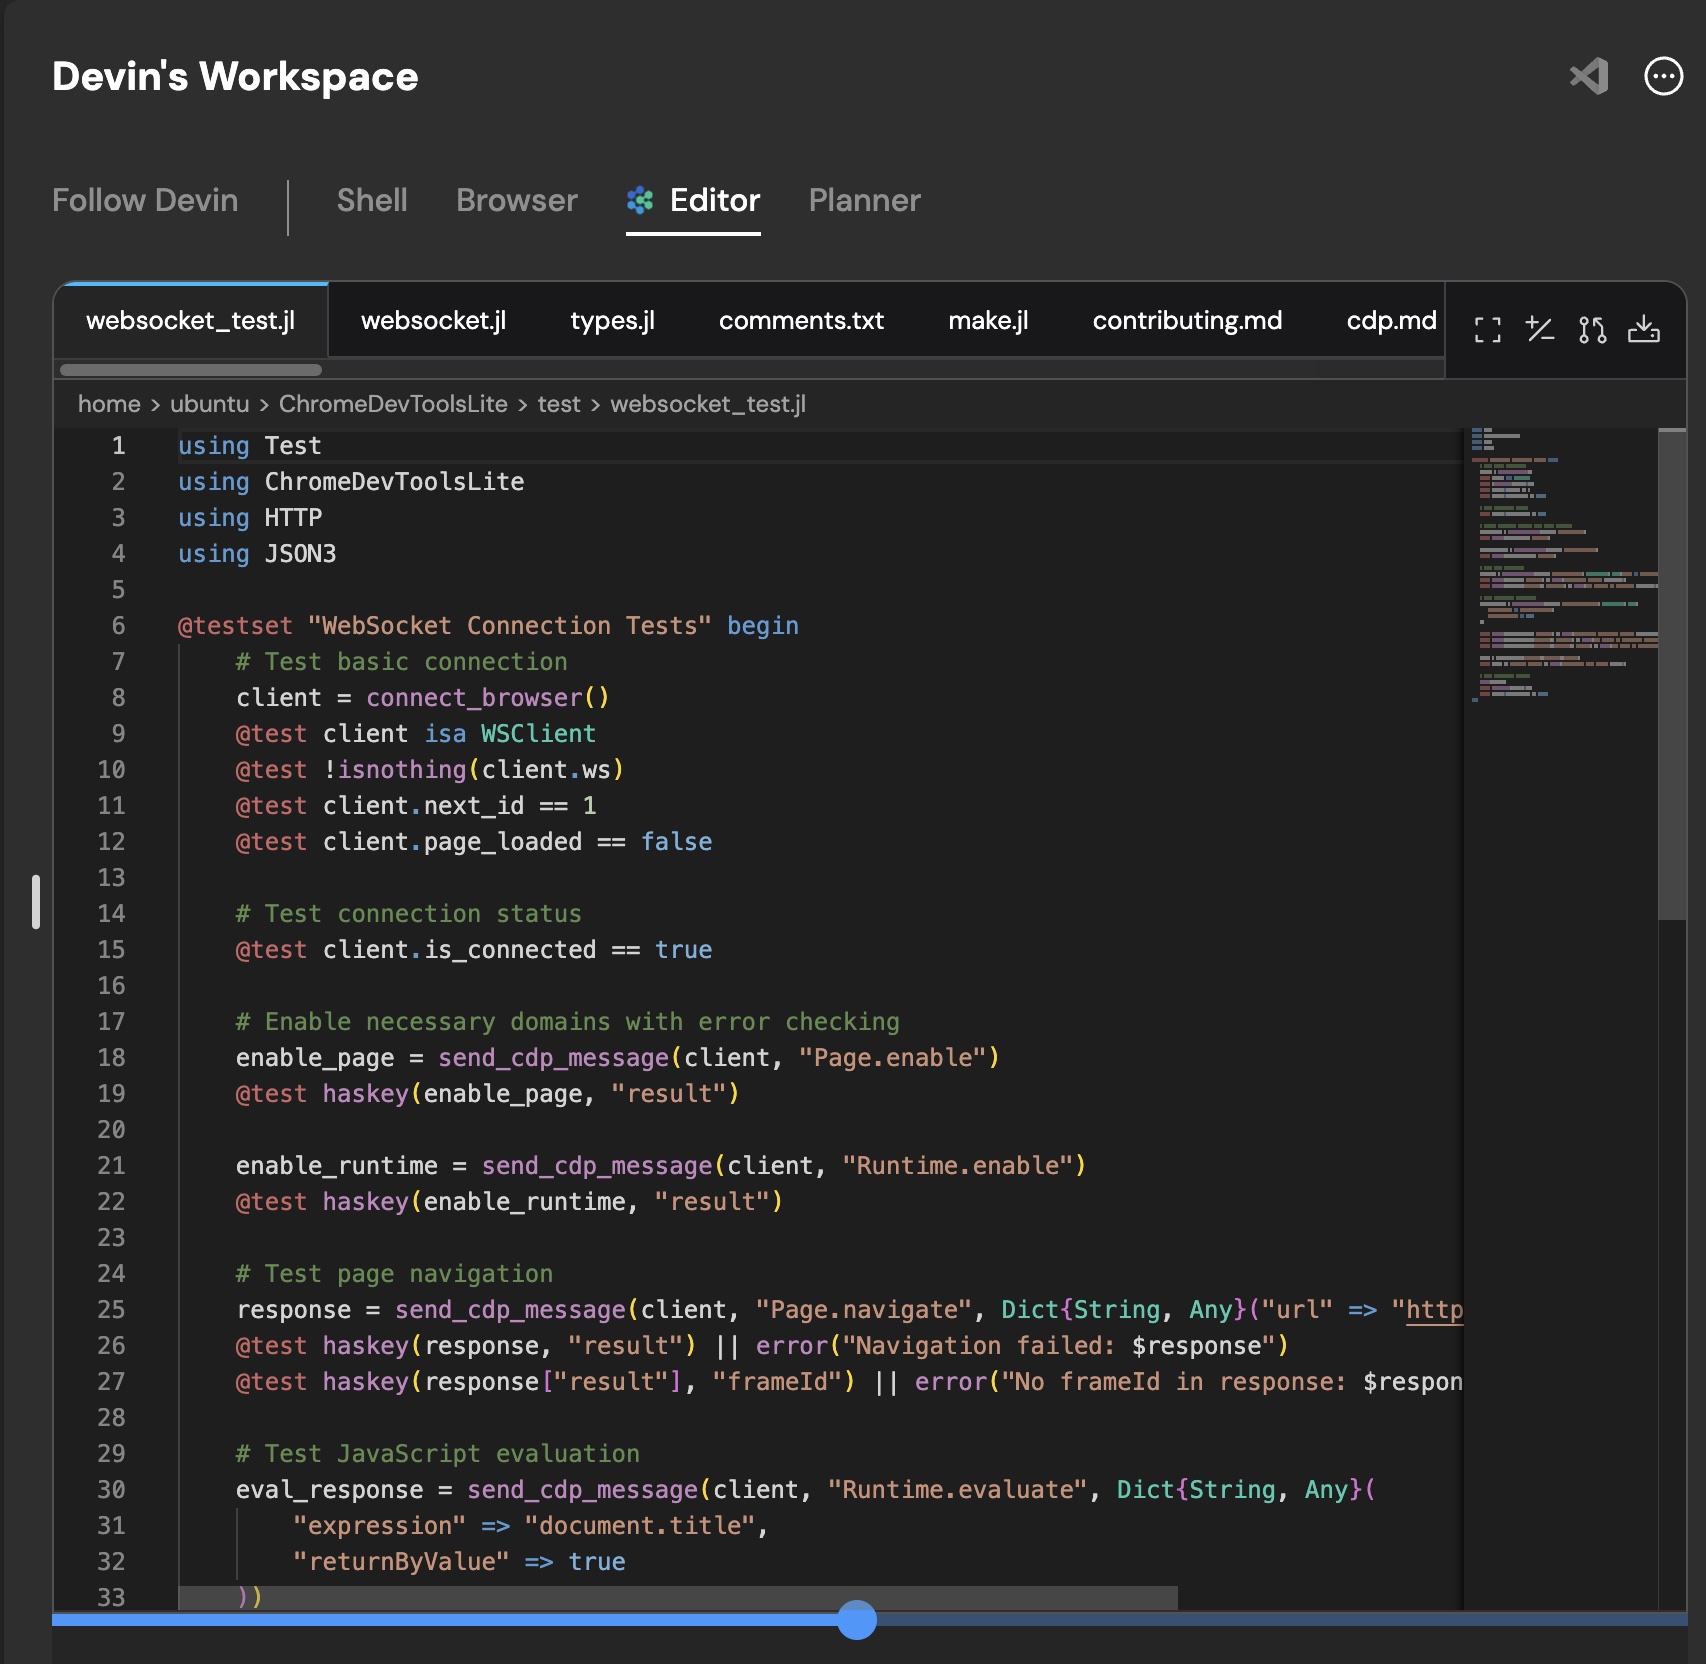 Devin's Workspace
Follow Devin Shell Browser Editor Planner
websocket_test.jl websocket.jl types.jl comments.txt make.jl contributing.md cdp.md
home > ubuntu > ChromeDevToolsLite > test > websocket_test.jl
1 using Test
2 using ChromeDevToolsLite
3 using HTTP
4 using JSON3
5
6 @testset "WebSocket Connection Tests" begin
7     # Test basic connection
8     client = connect_browser()
9     @test client isa WSClient
10     @test !isnothing(client.ws)
11     @test client.next_id == 1
12     @test client.page_loaded == false
13
14     # Test connection status
15     @test client.is_connected == true
16
17     # Enable necessary domains with error checking
18     enable_page = send_cdp_message(client, "Page.enable")
19     @test haskey(enable_page, "result")
20
21     enable_runtime = send_cdp_message(client, "Runtime.enable")
22     @test haskey(enable_runtime, "result")
23
24     # Test page navigation
25     response = send_cdp_message(client, "Page.navigate", Dict{String, Any}("url" => "http
26     @test haskey(response, "result") || error("Navigation failed: $response")
27     @test haskey(response["result"], "frameId") || error("No frameId in response: $respon
28
29     # Test JavaScript evaluation
30     eval_response = send_cdp_message(client, "Runtime.evaluate", Dict{String, Any}(
31         "expression" => "document.title",
32         "returnByValue" => true
33     ))